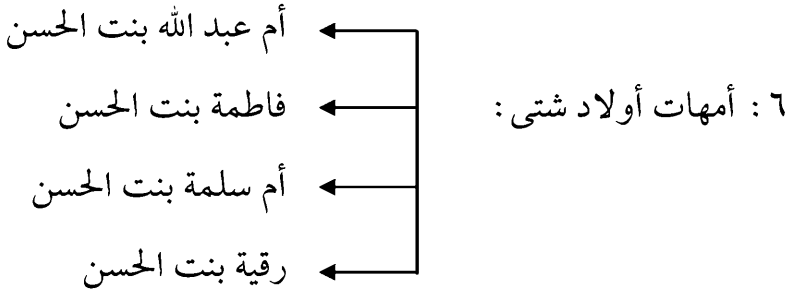 أم عبد الله بنت الحسن
٦ : أمهات أولاد شتى :
فاطمة بنت الحسن
أم سلمة بنت الحسن
رقية بنت الحسن